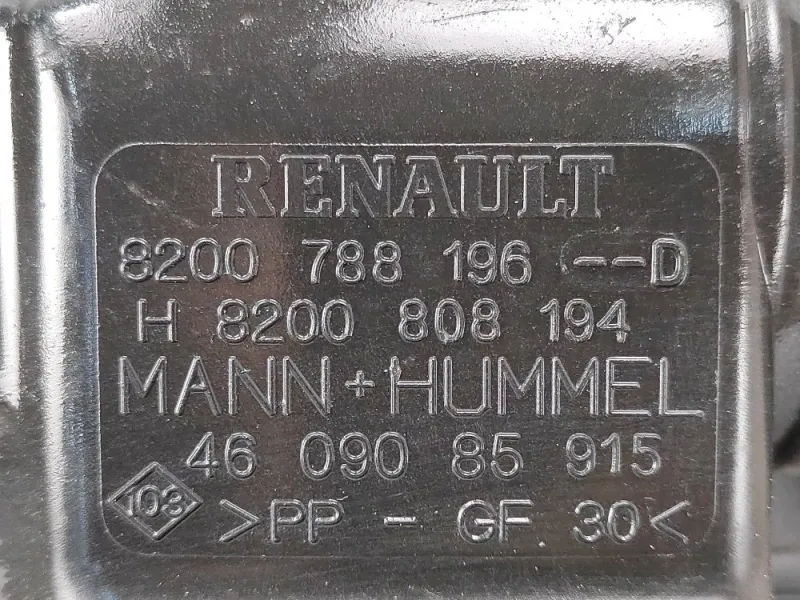 RENAULT
8200 788 196 --D
H 8200 808 194
MANN+HUMMEL
46 090 85 915
103 >PP - GF 30<